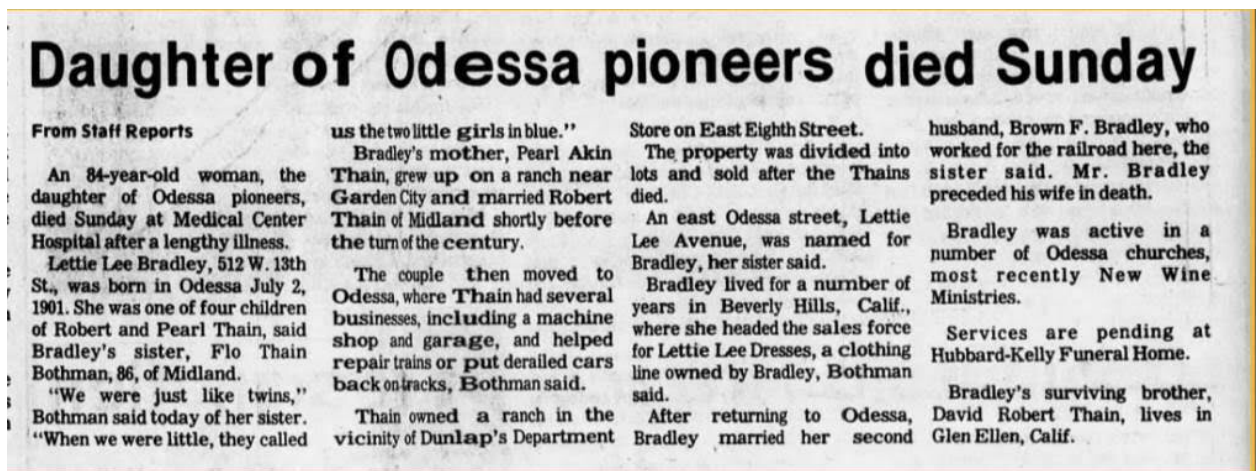 Daughter of Odessa pioneers died Sunday
From Staff Reports
An 84-year-old woman, the
daughter of Odessa pioneers,
died Sunday at Medical Center
Hospital after a lengthy illness.
Lettie Lee Bradley, 512 W. 13th
St., was born in Odessa July 2,
1901. She was one of four children
of Robert and Pearl Thain, said
Bradley's sister, Flo Thain
Bothman, 86, of Midland.
"We were just like twins,"
Bothman said today of her sister.
"When we were little, they called
us the two little girls in blue."
Bradley's mother, Pearl Akin
Thain, grew up on a ranch near
Garden City and married Robert
Thain of Midland shortly before
the turn of the century.
The couple then moved to
Odessa, where Thain had several
businesses, including a machine
shop and garage, and helped
repair trains or put derailed cars
back on tracks, Bothman said.
Thain owned a ranch in the
vicinity of Dunlap's Department
Store on East Eighth Street.
The property was divided into
lots and sold after the Thains
died.
An east Odessa street, Lettie
Lee Avenue, was named for
Bradley, her sister said.
Bradley lived for a number of
years in Beverly Hills, Calif.,
where she headed the sales force
for Lettie Lee Dresses, a clothing
line owned by Bradley, Bothman
said.
After returning to Odessa,
Bradley married her second
husband, Brown F. Bradley, who
worked for the railroad here, the
sister said. Mr. Bradley
preceded his wife in death.
Bradley was active in a
number of Odessa churches,
most recently New Wine
Ministries.
Services are pending at
Hubbard-Kelly Funeral Home.
Bradley's surviving brother,
David Robert Thain, lives in
Glen Ellen, Calif.